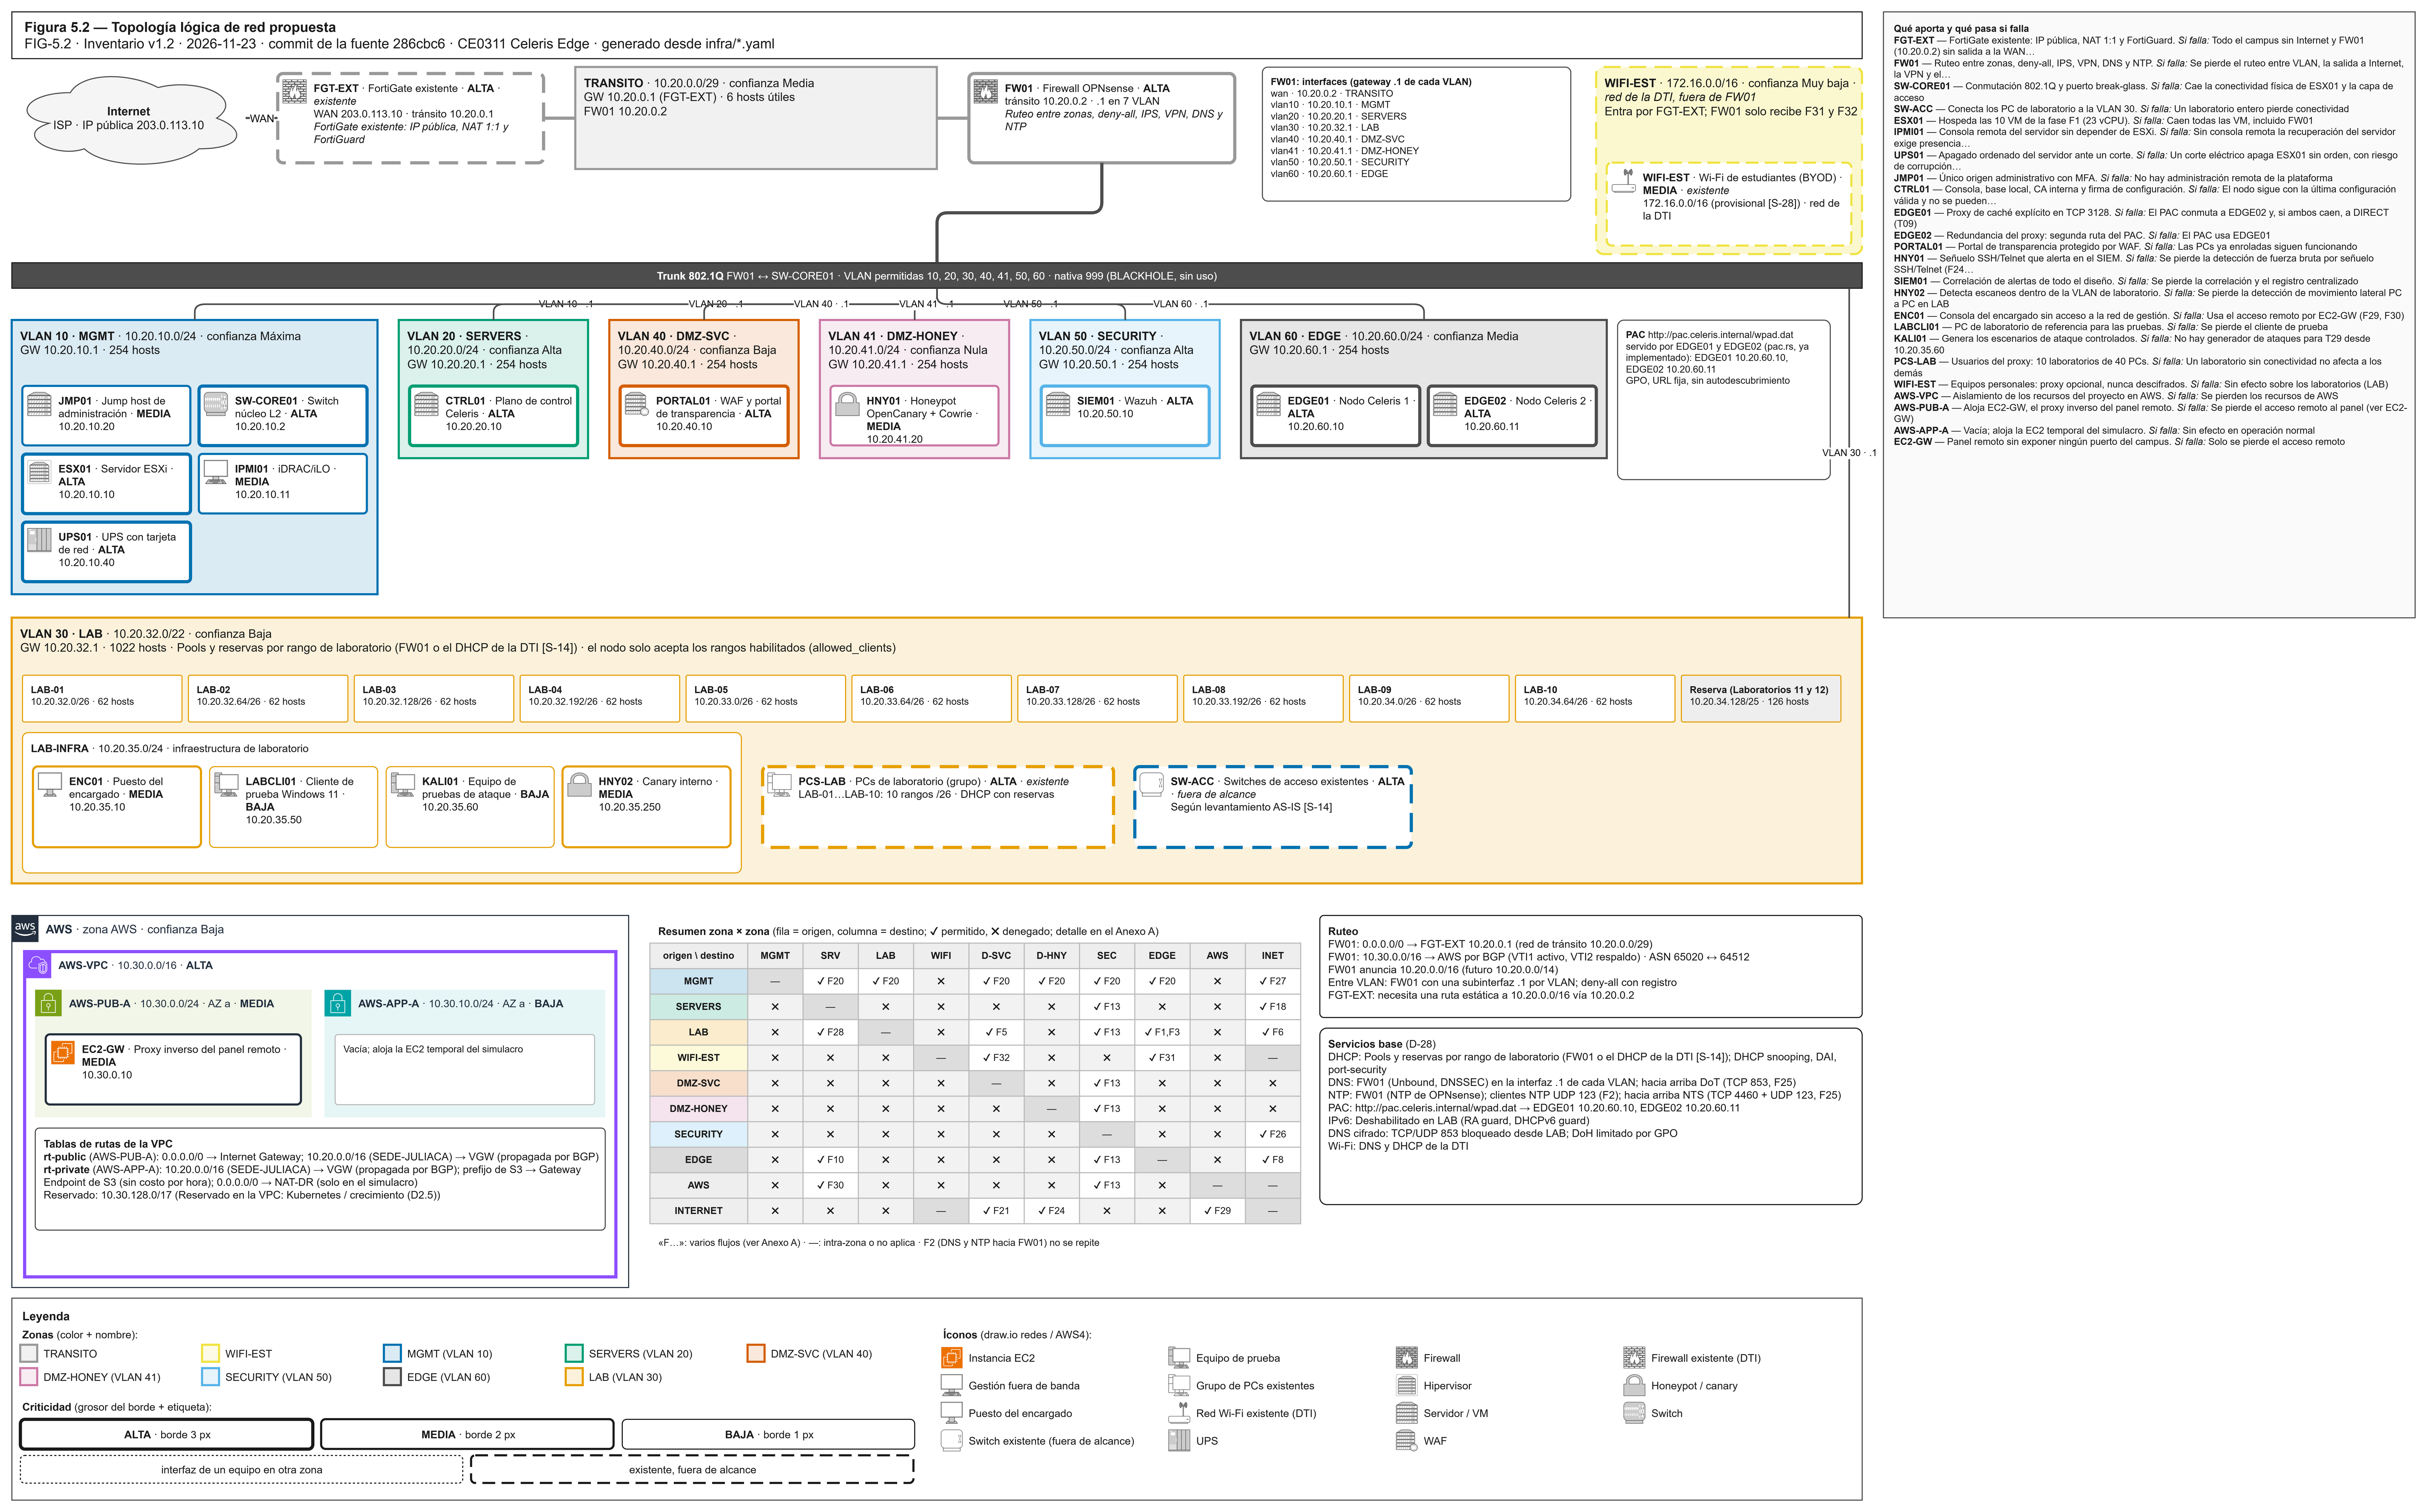 Figura 5.2 — Topología lógica de red propuesta
FIG-5.2 · Inventario v1.2 · 2026-11-23 · commit de la fuente 286cbc6 · CE0311 Celeris Edge · generado desde infra/*.yaml
Internet
ISP · IP pública 203.0.113.10
WAN
FGT-EXT · FortiGate existente · ALTA ·
existente
WAN 203.0.113.10 · tránsito 10.20.0.1
FortiGate existente: IP pública, NAT 1:1 y
FortiGuard
TRANSITO · 10.20.0.0/29 · confianza Media
GW 10.20.0.1 (FGT-EXT) · 6 hosts útiles
FW01 10.20.0.2
FW01 · Firewall OPNsense · ALTA
tránsito 10.20.0.2 · .1 en 7 VLAN
Ruteo entre zonas, deny-all, IPS, VPN, DNS y
NTP
FW01: interfaces (gateway .1 de cada VLAN)
wan · 10.20.0.2 · TRANSITO
vlan10 · 10.20.10.1 · MGMT
vlan20 · 10.20.20.1 · SERVERS
vlan30 · 10.20.32.1 · LAB
vlan40 · 10.20.40.1 · DMZ-SVC
vlan41 · 10.20.41.1 · DMZ-HONEY
vlan50 · 10.20.50.1 · SECURITY
vlan60 · 10.20.60.1 · EDGE
WIFI-EST · 172.16.0.0/16 · confianza Muy baja ·
red de la DTI, fuera de FW01
Entra por FGT-EXT; FW01 solo recibe F31 y F32
WIFI-EST · Wi-Fi de estudiantes (BYOD) ·
MEDIA · existente
172.16.0.0/16 (provisional [S-28]) · red de
la DTI
Trunk 802.1Q FW01 ↔ SW-CORE01 · VLAN permitidas 10, 20, 30, 40, 41, 50, 60 · nativa 999 (BLACKHOLE, sin uso)
VLAN 10 · .1
VLAN 20 · .1
VLAN 40 · .1
VLAN 41 · .1
VLAN 50 · .1
VLAN 60 · .1
VLAN 10 · MGMT · 10.20.10.0/24 · confianza Máxima
GW 10.20.10.1 · 254 hosts
JMP01 · Jump host de
administración · MEDIA
10.20.10.20
SW-CORE01 · Switch
núcleo L2 · ALTA
10.20.10.2
ESX01 · Servidor ESXi ·
ALTA
10.20.10.10
IPMI01 · iDRAC/iLO ·
MEDIA
10.20.10.11
UPS01 · UPS con tarjeta
de red · ALTA
10.20.10.40
VLAN 20 · SERVERS ·
10.20.20.0/24 · confianza Alta
GW 10.20.20.1 · 254 hosts
CTRL01 · Plano de control
Celeris · ALTA
10.20.20.10
VLAN 40 · DMZ-SVC ·
10.20.40.0/24 · confianza Baja
GW 10.20.40.1 · 254 hosts
PORTAL01 · WAF y portal
de transparencia · ALTA
10.20.40.10
VLAN 41 · DMZ-HONEY ·
10.20.41.0/24 · confianza Nula
GW 10.20.41.1 · 254 hosts
HNY01 · Honeypot
OpenCanary + Cowrie ·
MEDIA
10.20.41.20
VLAN 50 · SECURITY ·
10.20.50.0/24 · confianza Alta
GW 10.20.50.1 · 254 hosts
SIEM01 · Wazuh · ALTA
10.20.50.10
VLAN 60 · EDGE · 10.20.60.0/24 · confianza Media
GW 10.20.60.1 · 254 hosts
EDGE01 · Nodo Celeris 1 ·
ALTA
10.20.60.10
EDGE02 · Nodo Celeris 2 ·
ALTA
10.20.60.11
PAC http://pac.celeris.internal/wpad.dat
servido por EDGE01 y EDGE02 (pac.rs, ya
implementado): EDGE01 10.20.60.10,
EDGE02 10.20.60.11
GPO, URL fija, sin autodescubrimiento
VLAN 30 · .1
Qué aporta y qué pasa si falla
FGT-EXT — FortiGate existente: IP pública, NAT 1:1 y FortiGuard. Si falla: Todo el campus sin Internet y FW01
(10.20.0.2) sin salida a la WAN…
FW01 — Ruteo entre zonas, deny-all, IPS, VPN, DNS y NTP. Si falla: Se pierde el ruteo entre VLAN, la salida a Internet,
la VPN y el…
SW-CORE01 — Conmutación 802.1Q y puerto break-glass. Si falla: Cae la conectividad física de ESX01 y la capa de
acceso
SW-ACC — Conecta los PC de laboratorio a la VLAN 30. Si falla: Un laboratorio entero pierde conectividad
ESX01 — Hospeda las 10 VM de la fase F1 (23 vCPU). Si falla: Caen todas las VM, incluido FW01
IPMI01 — Consola remota del servidor sin depender de ESXi. Si falla: Sin consola remota la recuperación del servidor
exige presencia…
UPS01 — Apagado ordenado del servidor ante un corte. Si falla: Un corte eléctrico apaga ESX01 sin orden, con riesgo
de corrupción…
JMP01 — Único origen administrativo con MFA. Si falla: No hay administración remota de la plataforma
CTRL01 — Consola, base local, CA interna y firma de configuración. Si falla: El nodo sigue con la última configuración
válida y no se pueden…
EDGE01 — Proxy de caché explícito en TCP 3128. Si falla: El PAC conmuta a EDGE02 y, si ambos caen, a DIRECT
(T09)
EDGE02 — Redundancia del proxy: segunda ruta del PAC. Si falla: El PAC usa EDGE01
PORTAL01 — Portal de transparencia protegido por WAF. Si falla: Las PCs ya enroladas siguen funcionando
HNY01 — Señuelo SSH/Telnet que alerta en el SIEM. Si falla: Se pierde la detección de fuerza bruta por señuelo
SSH/Telnet (F24…
SIEM01 — Correlación de alertas de todo el diseño. Si falla: Se pierde la correlación y el registro centralizado
HNY02 — Detecta escaneos dentro de la VLAN de laboratorio. Si falla: Se pierde la detección de movimiento lateral PC
a PC en LAB
ENC01 — Consola del encargado sin acceso a la red de gestión. Si falla: Usa el acceso remoto por EC2-GW (F29, F30)
LABCLI01 — PC de laboratorio de referencia para las pruebas. Si falla: Se pierde el cliente de prueba
KALI01 — Genera los escenarios de ataque controlados. Si falla: No hay generador de ataques para T29 desde
10.20.35.60
PCS-LAB — Usuarios del proxy: 10 laboratorios de 40 PCs. Si falla: Un laboratorio sin conectividad no afecta a los
demás
WIFI-EST — Equipos personales: proxy opcional, nunca descifrados. Si falla: Sin efecto sobre los laboratorios (LAB)
AWS-VPC — Aislamiento de los recursos del proyecto en AWS. Si falla: Se pierden los recursos de AWS
AWS-PUB-A — Aloja EC2-GW, el proxy inverso del panel remoto. Si falla: Se pierde el acceso remoto al panel (ver EC2-
GW)
AWS-APP-A — Vacía; aloja la EC2 temporal del simulacro. Si falla: Sin efecto en operación normal
EC2-GW — Panel remoto sin exponer ningún puerto del campus. Si falla: Solo se pierde el acceso remoto
VLAN 30 · LAB · 10.20.32.0/22 · confianza Baja
GW 10.20.32.1 · 1022 hosts · Pools y reservas por rango de laboratorio (FW01 o el DHCP de la DTI [S-14]) · el nodo solo acepta los rangos habilitados (allowed_clients)
LAB-01
10.20.32.0/26 · 62 hosts
LAB-02
10.20.32.64/26 · 62 hosts
LAB-03
10.20.32.128/26 · 62 hosts
LAB-04
10.20.32.192/26 · 62 hosts
LAB-05
10.20.33.0/26 · 62 hosts
LAB-06
10.20.33.64/26 · 62 hosts
LAB-07
10.20.33.128/26 · 62 hosts
LAB-08
10.20.33.192/26 · 62 hosts
LAB-09
10.20.34.0/26 · 62 hosts
LAB-10
10.20.34.64/26 · 62 hosts
Reserva (Laboratorios 11 y 12)
10.20.34.128/25 · 126 hosts
LAB-INFRA · 10.20.35.0/24 · infraestructura de laboratorio
ENC01 · Puesto del
encargado · MEDIA
10.20.35.10
LABCLI01 · Cliente de
prueba Windows 11 ·
BAJA
10.20.35.50
KALI01 · Equipo de
pruebas de ataque · BAJA
10.20.35.60
HNY02 · Canary interno ·
MEDIA
10.20.35.250
PCS-LAB · PCs de laboratorio (grupo) · ALTA · existente
LAB-01…LAB-10: 10 rangos /26 · DHCP con reservas
SW-ACC · Switches de acceso existentes · ALTA
· fuera de alcance
Según levantamiento AS-IS [S-14]
aws
AWS · zona AWS · confianza Baja
AWS-VPC · 10.30.0.0/16 · ALTA
AWS-PUB-A · 10.30.0.0/24 · AZ a · MEDIA
EC2-GW · Proxy inverso del panel remoto ·
MEDIA
10.30.0.10
AWS-APP-A · 10.30.10.0/24 · AZ a · BAJA
Vacía; aloja la EC2 temporal del simulacro
Tablas de rutas de la VPC
rt-public (AWS-PUB-A): 0.0.0.0/0 → Internet Gateway; 10.20.0.0/16 (SEDE-JULIACA) → VGW (propagada por BGP)
rt-private (AWS-APP-A): 10.20.0.0/16 (SEDE-JULIACA) → VGW (propagada por BGP); prefijo de S3 → Gateway
Endpoint de S3 (sin costo por hora); 0.0.0.0/0 → NAT-DR (solo en el simulacro)
Reservado: 10.30.128.0/17 (Reservado en la VPC: Kubernetes / crecimiento (D2.5))
Resumen zona × zona (fila = origen, columna = destino; ✓ permitido, ✕ denegado; detalle en el Anexo A)
origen \ destino MGMT SRV LAB WIFI D-SVC D-HNY SEC EDGE AWS INET
MGMT — ✓ F20 ✓ F20 ✕ ✓ F20 ✓ F20 ✓ F20 ✓ F20 ✕ ✓ F27
SERVERS ✕ — ✕ ✕ ✕ ✕ ✓ F13 ✕ ✕ ✓ F18
LAB ✕ ✓ F28 — ✕ ✓ F5 ✕ ✓ F13 ✓ F1,F3 ✕ ✓ F6
WIFI-EST ✕ ✕ ✕ — ✓ F32 ✕ ✕ ✓ F31 ✕ —
DMZ-SVC ✕ ✕ ✕ ✕ — ✕ ✓ F13 ✕ ✕ ✕
DMZ-HONEY ✕ ✕ ✕ ✕ ✕ — ✓ F13 ✕ ✕ ✕
SECURITY ✕ ✕ ✕ ✕ ✕ ✕ — ✕ ✕ ✓ F26
EDGE ✕ ✓ F10 ✕ ✕ ✕ ✕ ✓ F13 — ✕ ✓ F8
AWS ✕ ✓ F30 ✕ ✕ ✕ ✕ ✓ F13 ✕ — —
INTERNET ✕ ✕ ✕ — ✓ F21 ✓ F24 ✕ ✕ ✓ F29 —
«F…»: varios flujos (ver Anexo A) · —: intra-zona o no aplica · F2 (DNS y NTP hacia FW01) no se repite
Ruteo
FW01: 0.0.0.0/0 → FGT-EXT 10.20.0.1 (red de tránsito 10.20.0.0/29)
FW01: 10.30.0.0/16 → AWS por BGP (VTI1 activo, VTI2 respaldo) · ASN 65020 ↔ 64512
FW01 anuncia 10.20.0.0/16 (futuro 10.20.0.0/14)
Entre VLAN: FW01 con una subinterfaz .1 por VLAN; deny-all con registro
FGT-EXT: necesita una ruta estática a 10.20.0.0/16 vía 10.20.0.2
Servicios base (D-28)
DHCP: Pools y reservas por rango de laboratorio (FW01 o el DHCP de la DTI [S-14]); DHCP snooping, DAI,
port-security
DNS: FW01 (Unbound, DNSSEC) en la interfaz .1 de cada VLAN; hacia arriba DoT (TCP 853, F25)
NTP: FW01 (NTP de OPNsense); clientes NTP UDP 123 (F2); hacia arriba NTS (TCP 4460 + UDP 123, F25)
PAC: http://pac.celeris.internal/wpad.dat → EDGE01 10.20.60.10, EDGE02 10.20.60.11
IPv6: Deshabilitado en LAB (RA guard, DHCPv6 guard)
DNS cifrado: TCP/UDP 853 bloqueado desde LAB; DoH limitado por GPO
Wi-Fi: DNS y DHCP de la DTI
Leyenda
Zonas (color + nombre):
TRANSITO
WIFI-EST
MGMT (VLAN 10)
SERVERS (VLAN 20)
DMZ-SVC (VLAN 40)
DMZ-HONEY (VLAN 41)
SECURITY (VLAN 50)
EDGE (VLAN 60)
LAB (VLAN 30)
Criticidad (grosor del borde + etiqueta):
ALTA · borde 3 px
MEDIA · borde 2 px
BAJA · borde 1 px
interfaz de un equipo en otra zona
existente, fuera de alcance
Íconos (draw.io redes / AWS4):
Instancia EC2
Equipo de prueba
Firewall
Firewall existente (DTI)
Gestión fuera de banda
Grupo de PCs existentes
Hipervisor
Honeypot / canary
Puesto del encargado
Red Wi-Fi existente (DTI)
Servidor / VM
Switch
Switch existente (fuera de alcance)
UPS
WAF